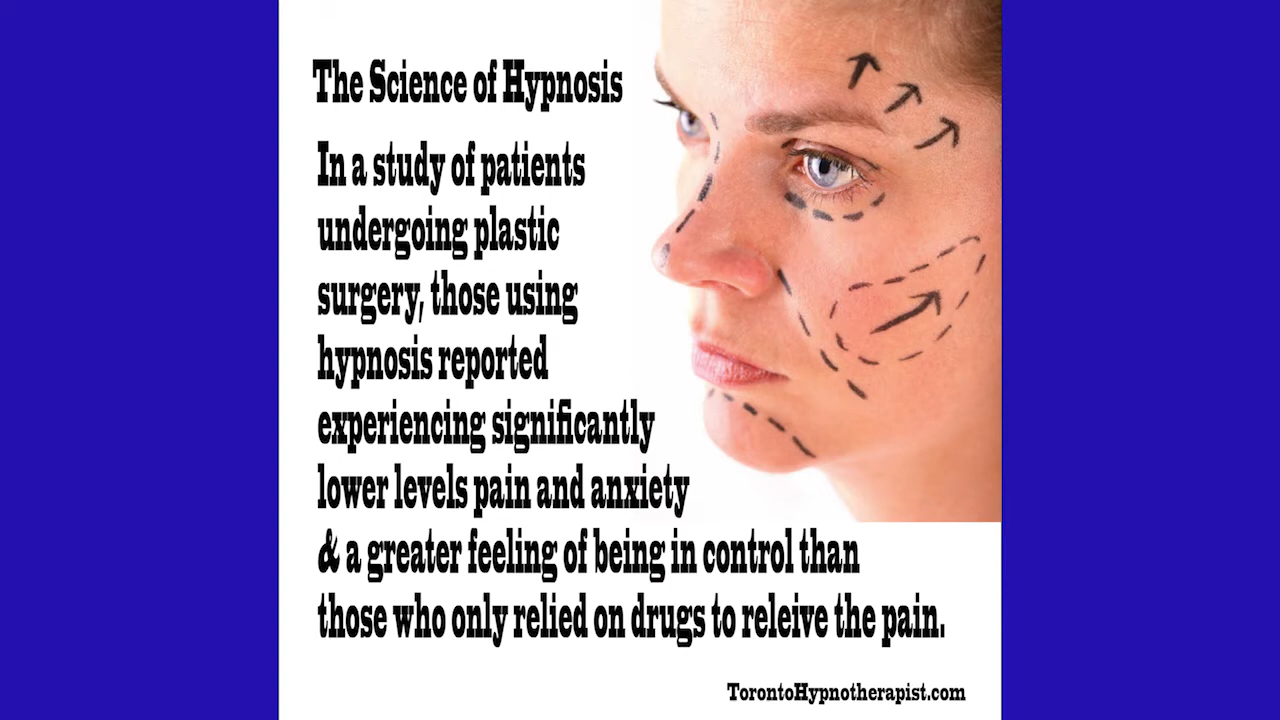 The Science of Hypnosis
In a study of patients
undergoing plastic
surgery, those using
hypnosis reported
experiencing significantly
lower levels pain and anxiety
& a greater feeling of being in control than
those who only relied on drugs to releive the pain.
TorontoHypnotherapist.com